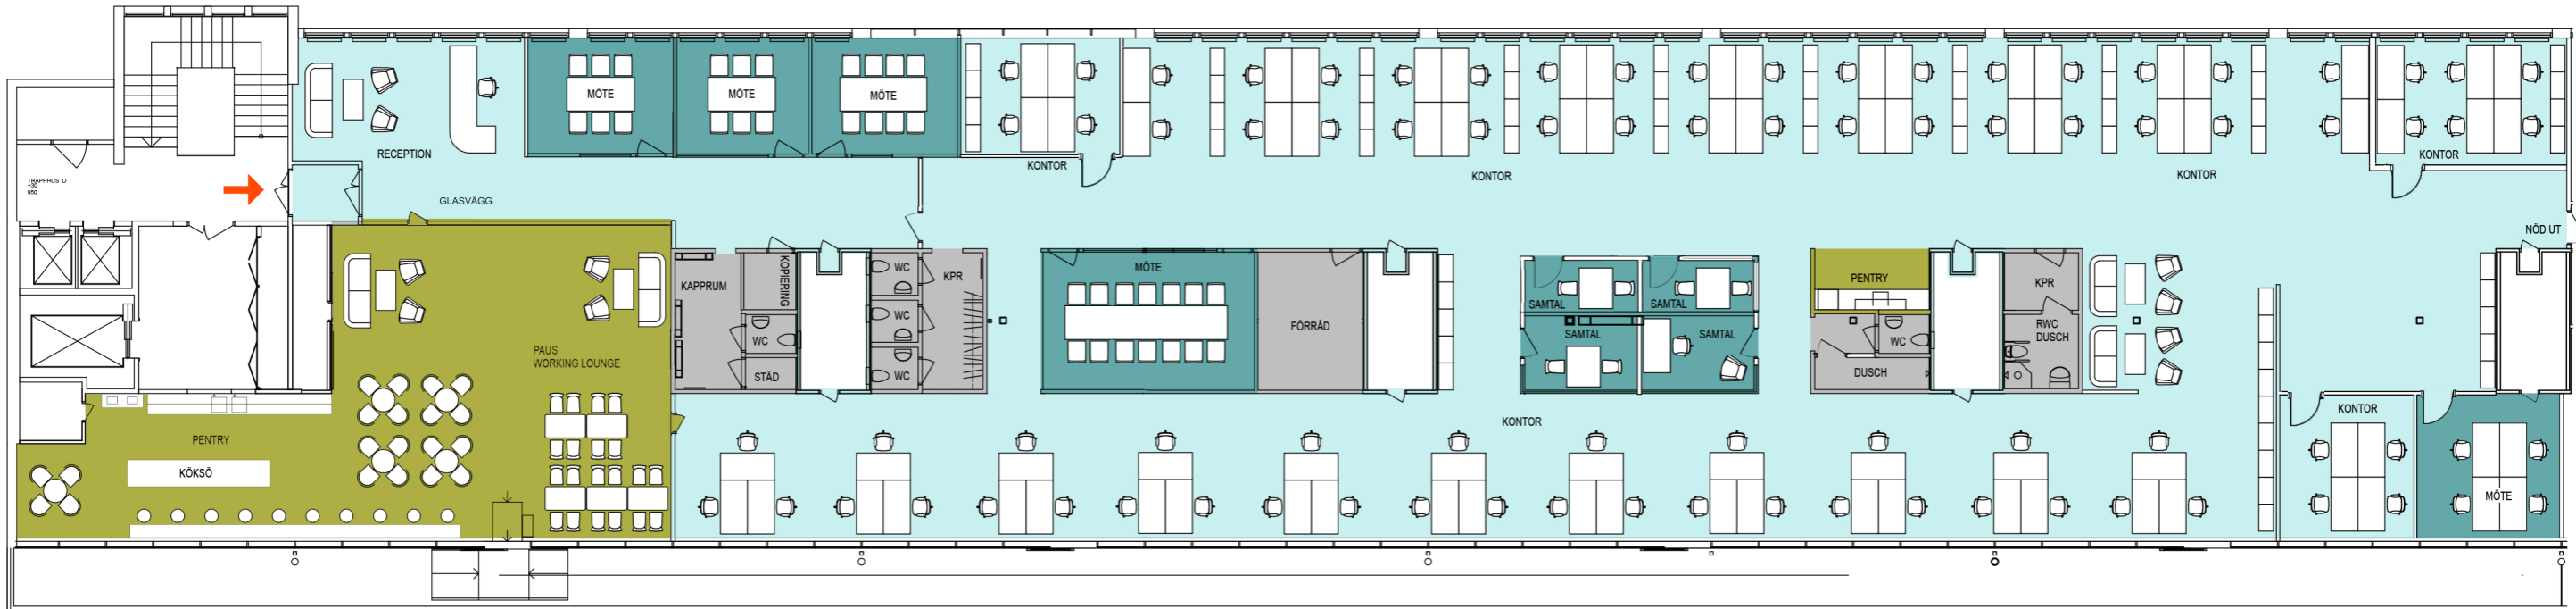 MÖTE
MÖTE
MÖTE
RECEPTION
KONTOR
KONTOR
KONTOR
KONTOR
TRAPPHUS D
+30
950
GLASVÄGG
NÖD UT
KAPPRUM
KOPIERING
WC
STÄD
WC
WC
WC
KPR
MÖTE
FÖRRÅD
SAMTAL
SAMTAL
SAMTAL
SAMTAL
PENTRY
WC
DUSCH
KPR
RWC
DUSCH
PAUS
WORKING LOUNGE
PENTRY
KÖKSÖ
KONTOR
KONTOR
MÖTE